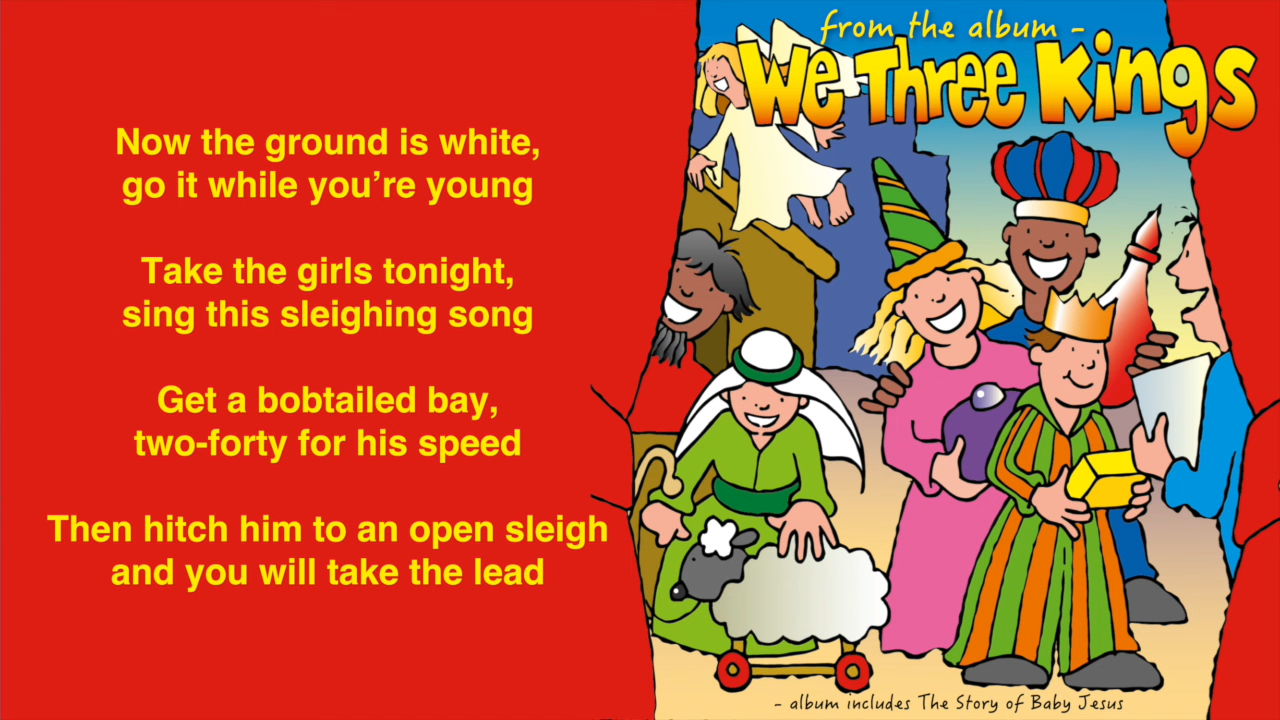 Now the ground is white,
go it while you're young
Take the girls tonight,
sing this sleighing song
Get a bobtailed bay,
two-forty for his speed
Then hitch him to an open sleigh
and you will take the lead
from the album -
We Three Kings
- album includes The Story of Baby Jesus